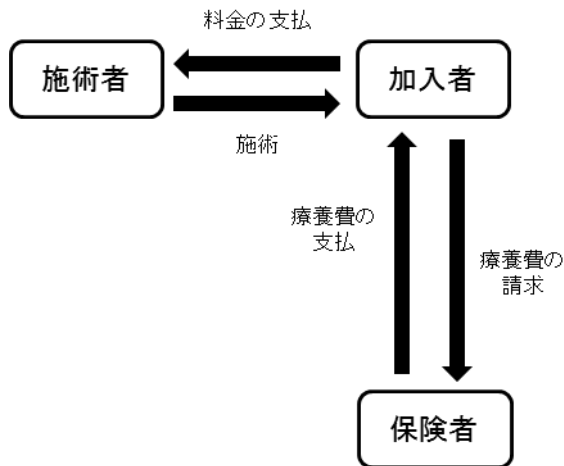 料金の支払
施術者
加入者
施術
療養費の
支払
療養費の
請求
保険者